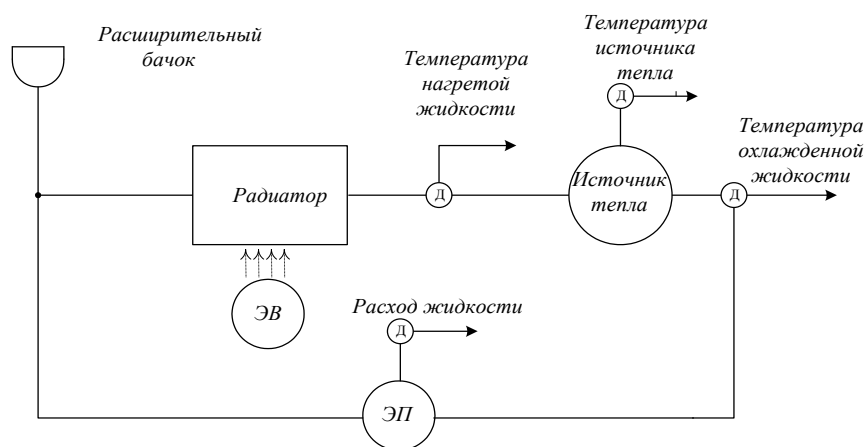 Расширительный
бачок
Температура
нагретой
жидкости
Температура
источника
тепла
Д
Температура
охлажденной
жидкости
Радиатор
Д
Источник
тепла
Д
ЭВ
Расход жидкости
Д
ЭП